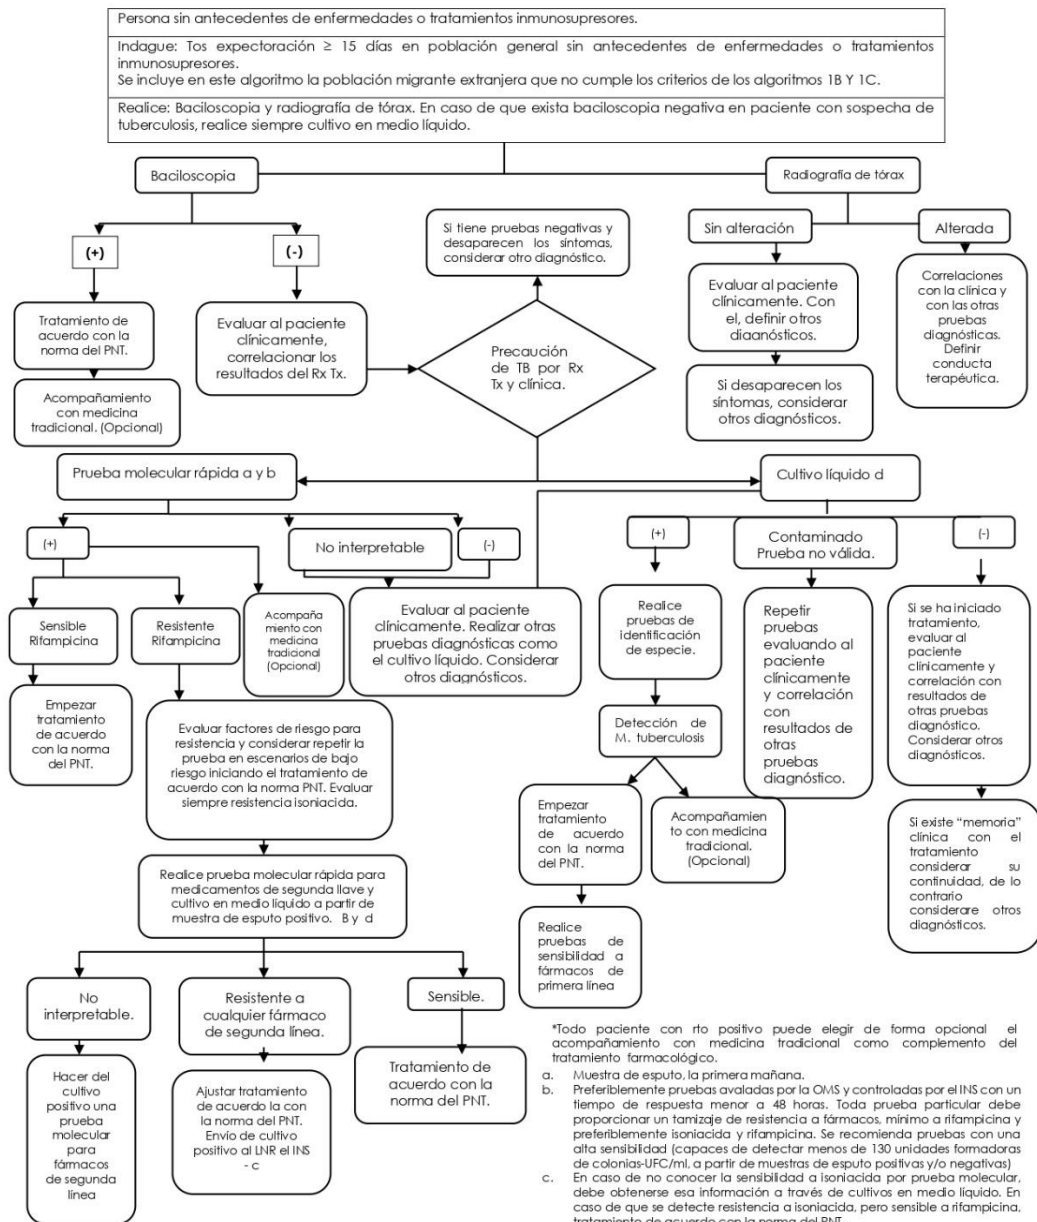 Persona sin antecedentes de enfermedades o tratamientos inmunosupresores.
Indague: Tos expectoración ≥ 15 días en población general sin antecedentes de enfermedades o tratamientos
inmunosupresores.
Se incluye en este algoritmo la población migrante extranjera que no cumple los criterios de los algoritmos 1B Y 1C.
Realice: Baciloscopia y radiografía de tórax. En caso de que exista baciloscopia negativa en paciente con sospecha de
tuberculosis, realice siempre cultivo en medio líquido.
Baciloscopia
(+)
Tratamiento de
acuerdo con la
norma del PNT.
Acompañamiento
con medicina
tradicional. (Opcional)
(-)
Evaluar al paciente
clínicamente,
correlacionar los
resultados del Rx Tx.
Si tiene pruebas negativas y
desaparecen los síntomas,
considerar otro diagnóstico.
Precaución
de TB por Rx
Tx y clínica.
Radiografía de tórax
Sin alteración
Evaluar al paciente
clínicamente. Con
el, definir otros
diagnósticos.
Si desaparecen los
síntomas, considerar
otros diagnósticos.
Alterada
Correlaciones
con la clínica y
con las otras
pruebas
diagnósticas.
Definir
conducta
terapéutica.
Prueba molecular rápida a y b
(+)
Sensible
Rifampicina
Empezar
tratamiento de
acuerdo con
la norma
del PNT.
Resistente
Rifampicina
Acompaña
miento con
medicina
tradicional
(Opcional)
No interpretable
(-)
Evaluar al paciente
clínicamente. Realizar otras
pruebas diagnósticas como
el cultivo líquido. Considerar
otros diagnósticos.
Evaluar factores de riesgo para
resistencia y considerar repetir la
prueba en escenarios de bajo
riesgo iniciando el tratamiento de
acuerdo con la norma PNT. Evaluar
siempre resistencia isoniacida.
Realice prueba molecular rápida para
medicamentos de segunda llave y
cultivo en medio líquido a partir de
muestra de esputo positivo. B y d
No
interpretable.
Hacer del
cultivo
positivo una
prueba
molecular
para
fármacos de
segunda
línea
Resistente a
cualquier fármaco
de segunda línea.
Ajustar tratamiento
de acuerdo la con
la norma del PNT.
Envío de cultivo
positivo al LNR el INS
- c
Sensible.
Tratamiento de
acuerdo con la
norma del PNT.
Cultivo líquido d
(+)
Realice
pruebas de
identificación
de especie.
Detección de
M. tuberculosis
Empezar
tratamiento
de acuerdo
con la norma
del PNT.
Realice
pruebas de
sensibilidad a
fármacos de
primera línea
Acompañamien
to con medicina
tradicional.
(Opcional)
Contaminado
Prueba no válida.
Repetir
pruebas
evaluando al
paciente
clínicamente
y correlación
con
resultados de
otras
pruebas
diagnóstico.
(-)
Si se ha iniciado
tratamiento,
evaluar al
paciente
clínicamente y
correlación con
resultados de
otras pruebas
diagnóstico.
Considerar otros
diagnósticos.
Si existe “memoria”
clínica con el
tratamiento
considerar su
continuidad, de lo
contrario
considerare otros
diagnósticos.
*Todo paciente con rto positivo puede elegir de forma opcional el
acompañamiento con medicina tradicional como complemento del
tratamiento farmacológico.
a. Muestra de esputo, la primera mañana.
b. Preferiblemente pruebas avaladas por la OMS y controladas por el INS con un
tiempo de respuesta menor a 48 horas. Toda prueba particular debe
proporcionar un tamizaje de resistencia a fármacos, mínimo a rifampicina y
preferiblemente isoniacida y rifampicina. Se recomienda pruebas con una
alta sensibilidad (capaces de detectar menos de 130 unidades formadoras
de colonias-UFC/ml, a partir de muestras de esputo positivas y/o negativas)
c. En caso de no conocer la sensibilidad a isoniacida por prueba molecular,
debe obtenerse esa información a través de cultivos en medio líquido. En
caso de que se detecte resistencia a isoniacida, pero sensible a rifampicina,
tratamiento de acuerdo con la norma del PNT